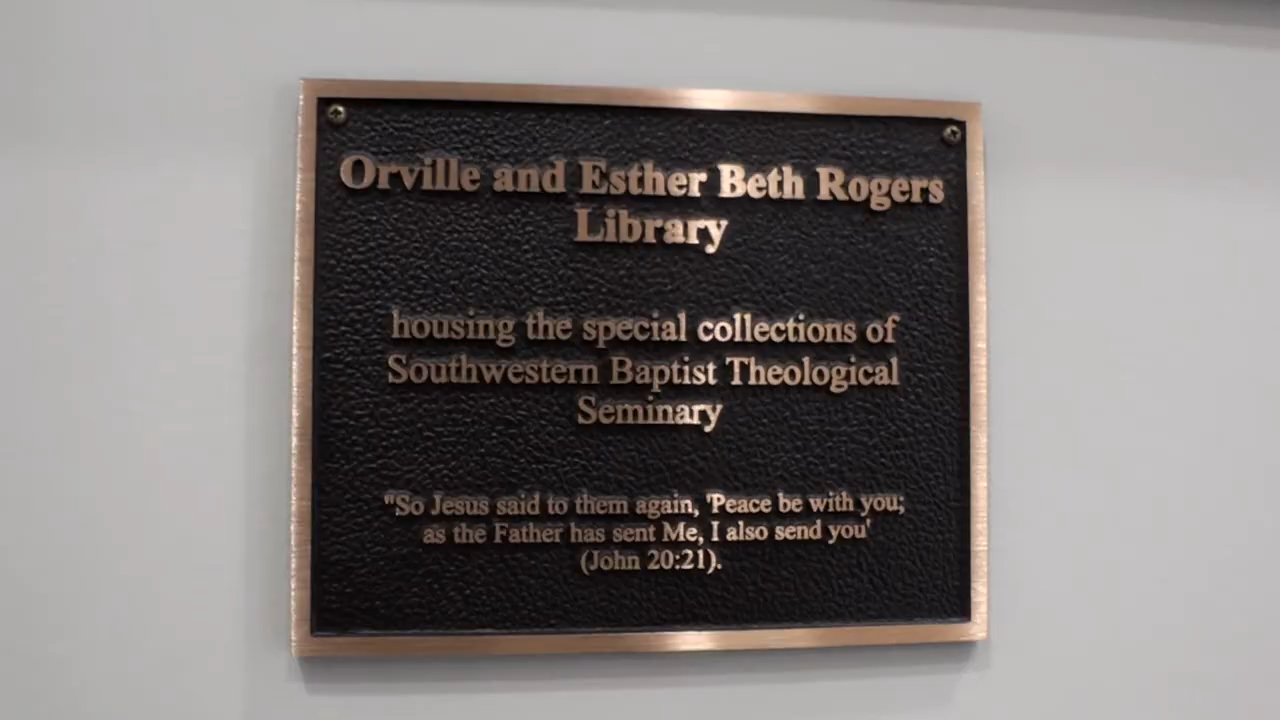 Orville and Esther Beth Rogers
Library
housing the special collections of
Southwestern Baptist Theological
Seminary
"So Jesus said to them again, 'Peace be with you;
as the Father has sent Me, I also send you'
(John 20:21).